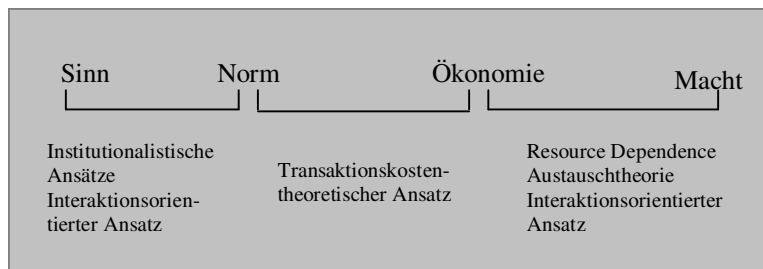 Sinn Norm Ökonomie Macht
Institutionalistische
Ansätze
Interaktionsorien-
tierter Ansatz
Transaktionskosten-
theoretischer Ansatz
Resource Dependence
Austauschtheorie
Interaktionsorientierter
Ansatz